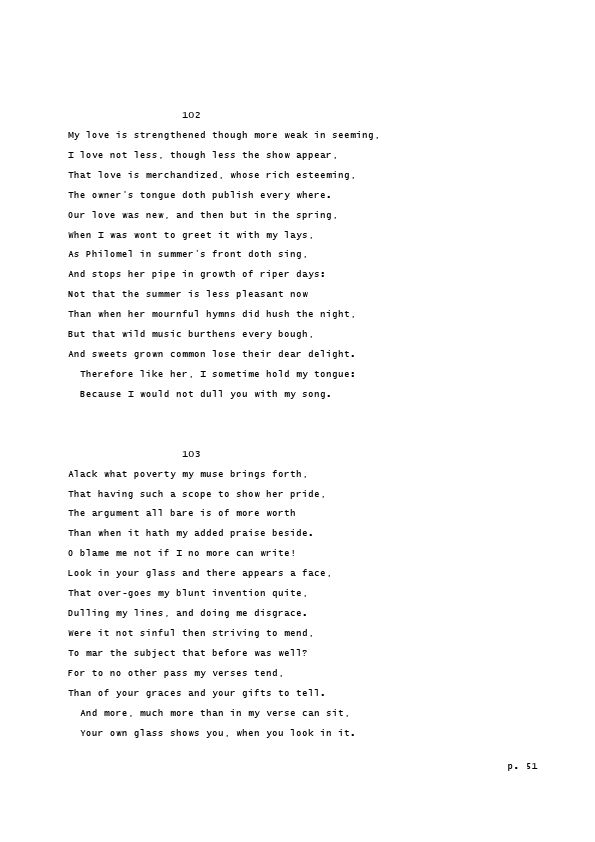 102
My love is strengthened though more weak in seeming,
I love not less, though less the show appear,
That love is merchandized, whose rich esteeming,
The owner's tongue doth publish every where.
Our love was new, and then but in the spring,
When I was wont to greet it with my lays,
As Philomel in summer's front doth sing,
And stops her pipe in growth of riper days:
Not that the summer is less pleasant now
Than when her mournful hymns did hush the night,
But that wild music burthens every bough,
And sweets grown common lose their dear delight.
Therefore like her, I sometime hold my tongue:
Because I would not dull you with my song.
103
Alack what poverty my muse brings forth,
That having such a scope to show her pride,
The argument all bare is of more worth
Than when it hath my added praise beside.
O blame me not if I no more can write!
Look in your glass and there appears a face,
That over-goes my blunt invention quite,
Dulling my lines, and doing me disgrace.
Were it not sinful then striving to mend,
To mar the subject that before was well?
For to no other pass my verses tend,
Than of your graces and your gifts to tell.
And more, much more than in my verse can sit,
Your own glass shows you, when you look in it.
p. 51